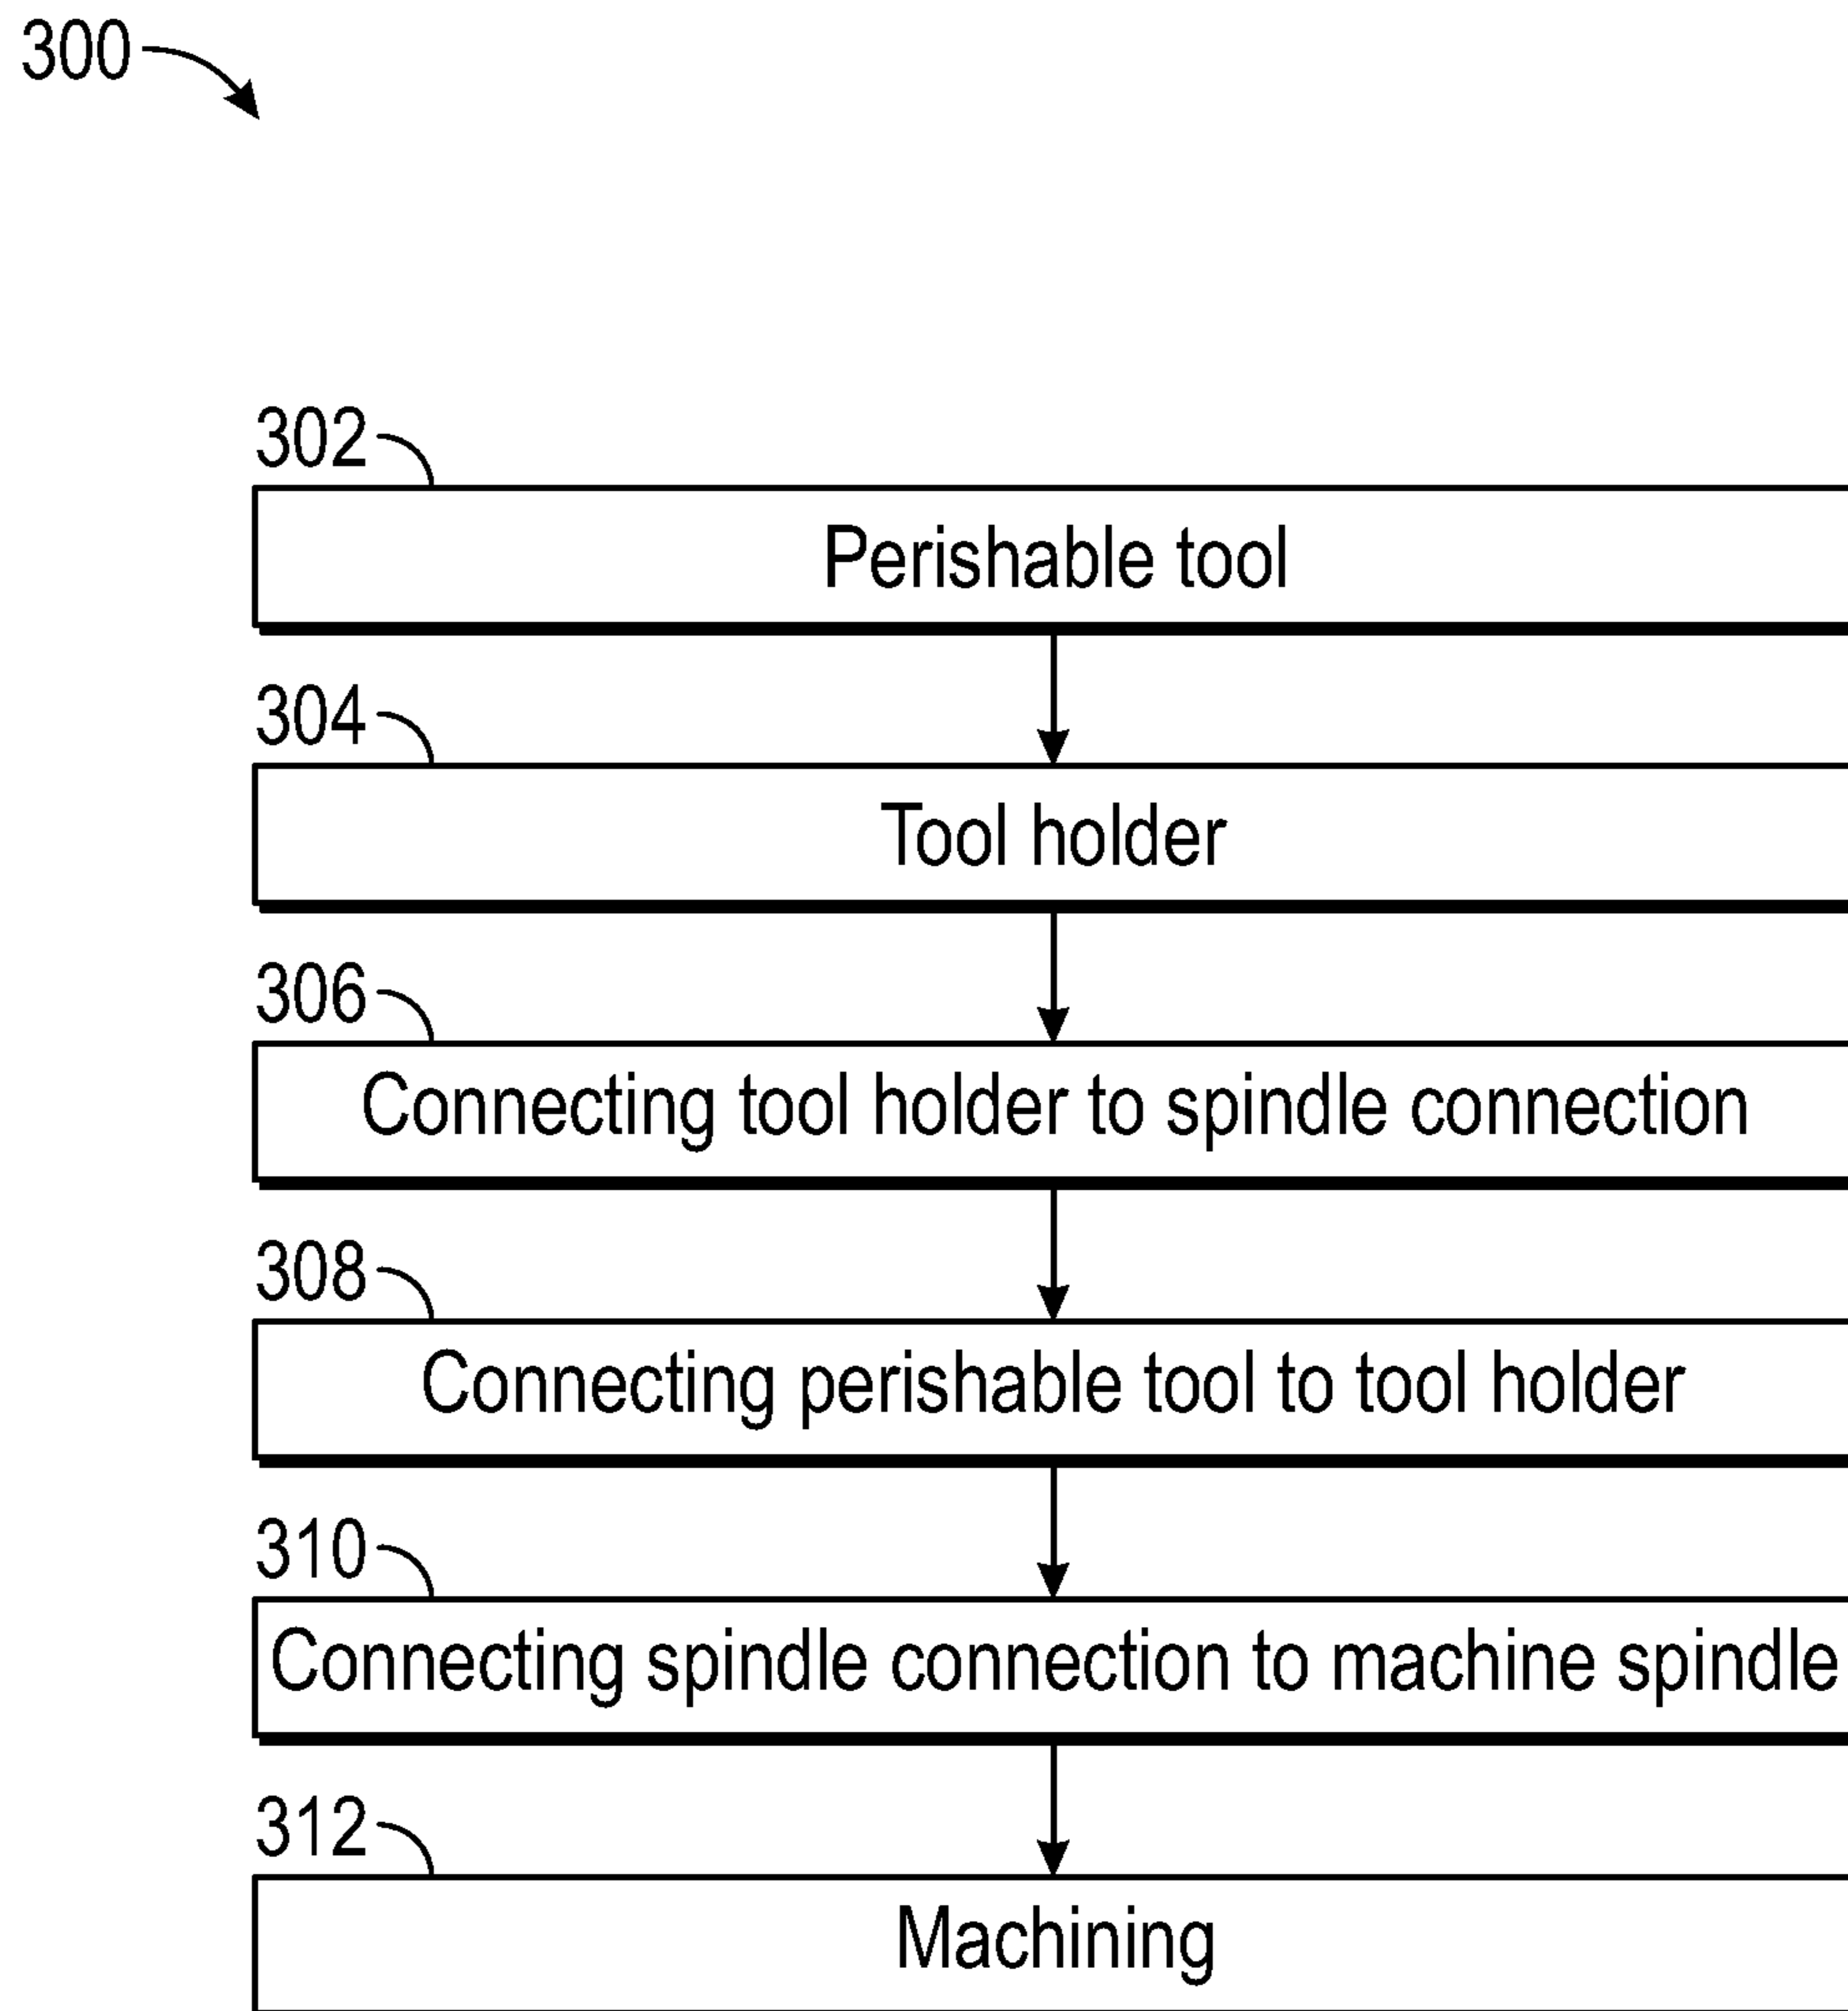 300
302
Perishable tool
304
Tool holder
306
Connecting tool holder to spindle connection
308
Connecting perishable tool to tool holder
310
Connecting spindle connection to machine spindle
312
Machining